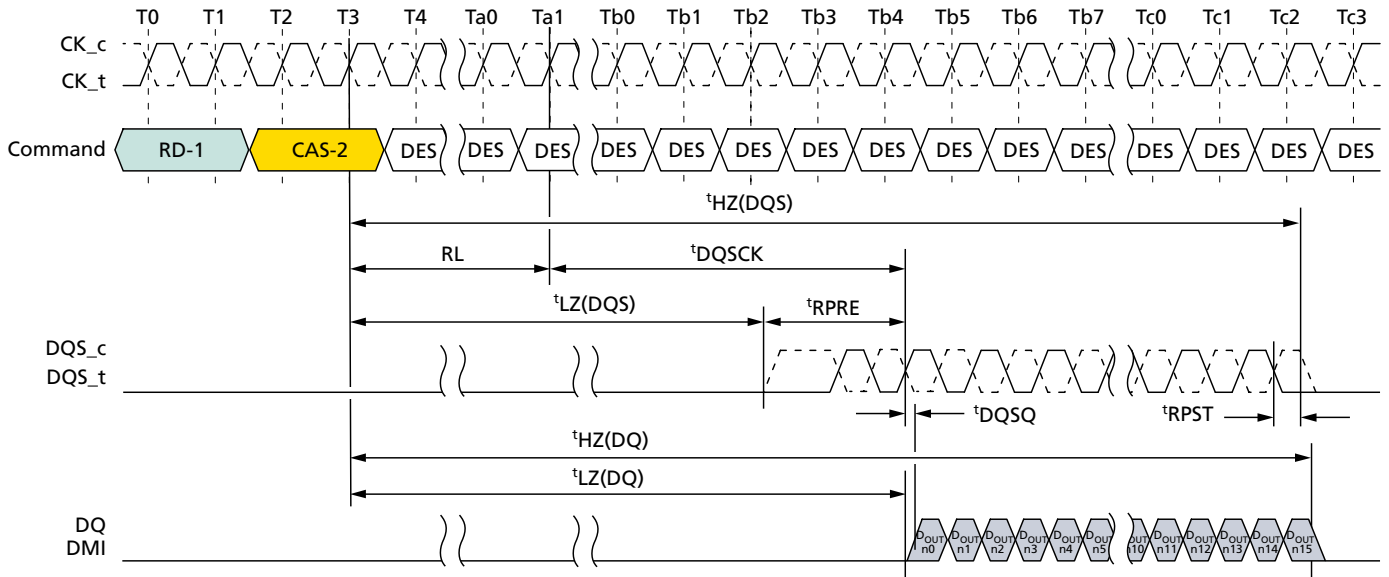 T0 T1 T2 T3 T4 Ta0 Ta1 Tb0 Tb1 Tb2 Tb3 Tb4 Tb5 Tb6 Tb7 Tc0 Tc1 Tc2 Tc3
CK_c
CK_t
Command RD-1 CAS-2 DES DES DES DES DES DES DES DES DES DES DES DES DES DES DES
tHZ(DQS)
RL tDQSCK
tLZ(DQS) tRPRE
DQS_c
DQS_t
tDQSQ tRPST
tHZ(DQ)
tLZ(DQ)
DQ
DMI
DOUT DOUT DOUT DOUT DOUT DOUT DOUT DOUT DOUT DOUT DOUT DOUT
n0 n1 n2 n3 n4 n5 n10 n11 n12 n13 n14 n15